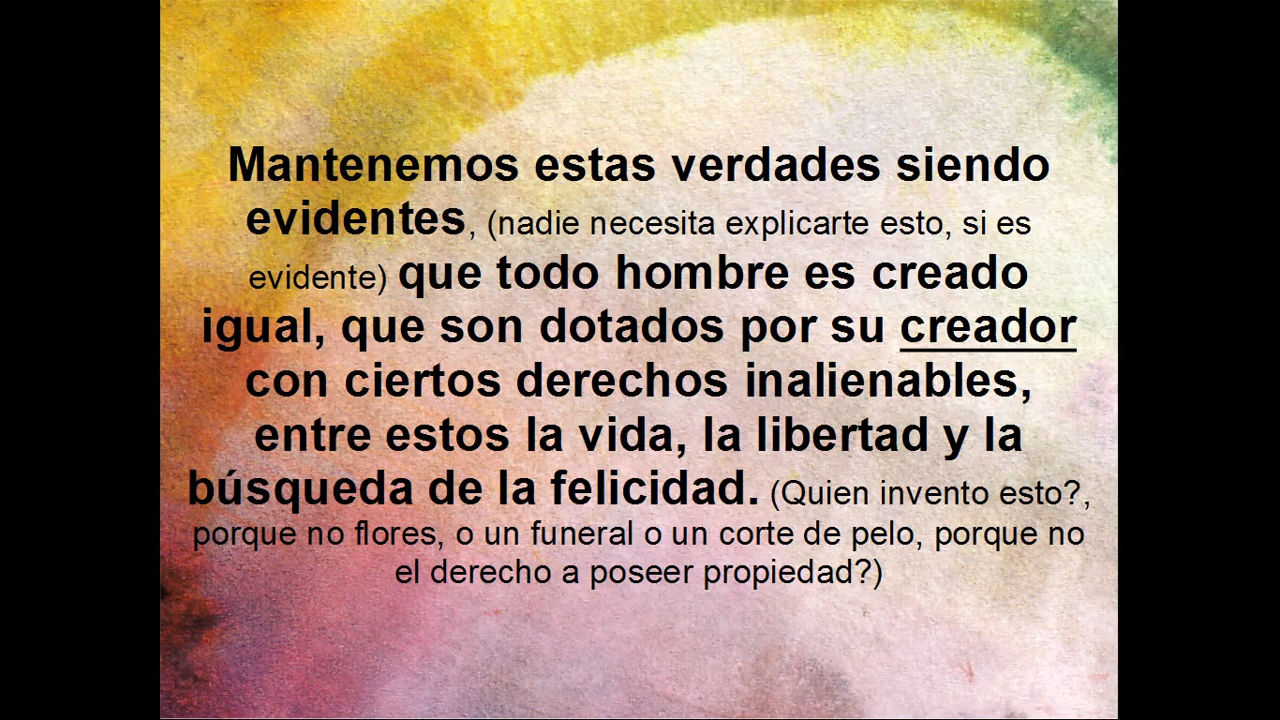 Mantenemos estas verdades siendo
evidentes, (nadie necesita explicarte esto, si es
evidente) que todo hombre es creado
igual, que son dotados por su creador
con ciertos derechos inalienables,
entre estos la vida, la libertad y la
búsqueda de la felicidad. (Quien invento esto?,
porque no flores, o un funeral o un corte de pelo, porque no
el derecho a poseer propiedad?)